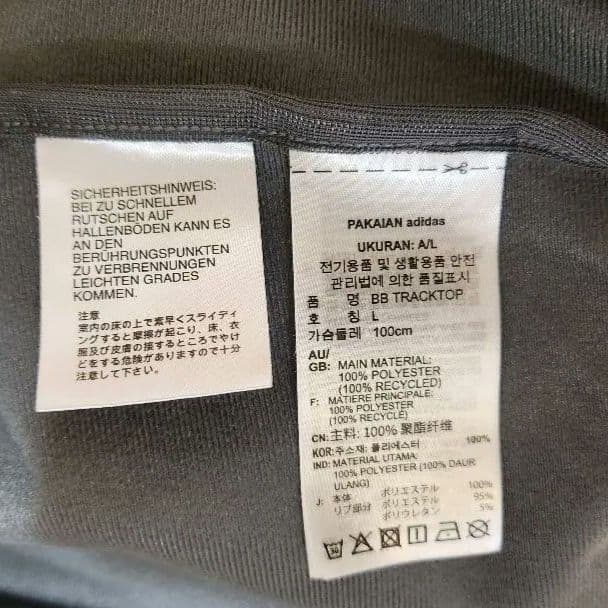 SICHERHEITSHINWEIS:
BEI ZU SCHNELLEM
RUTSCHEN AUF
HALLENBÖDEN KANN ES
AN DEN
BERÜHRUNGSPUNKTEN
ZU VERBRENNUNGEN
LEICHTEN GRADES
KOMMEN.
注意
室内の床の上で素早くスライディ
ングすると摩擦が起こり、床、衣
服及び皮膚の接するところでやけ
どをする危険がありますので十分
注意して下さい。
PAKAIAN adidas
UKURAN: A/L
전기용품 및 생활용품 안전
관리법에 의한 품질표시
품 명 BB TRACKTOP
호 칭 L
가슴둘레 100cm
AU/
GB: MAIN MATERIAL:
100% POLYESTER
(100% RECYCLED)
F: MATIERE PRINCIPALE:
100% POLYESTER
(100% RECYCLE)
CN: 主料: 100% 聚酯纤维
KOR: 주소재: 폴리에스터 100%
IND: MATERIAL UTAMA:
100% POLYESTER (100% DAUR
ULANG)
J: 本体 ポリエステル 100%
リブ部分 ポリエステル 95%
ポリウレタン 5%
30